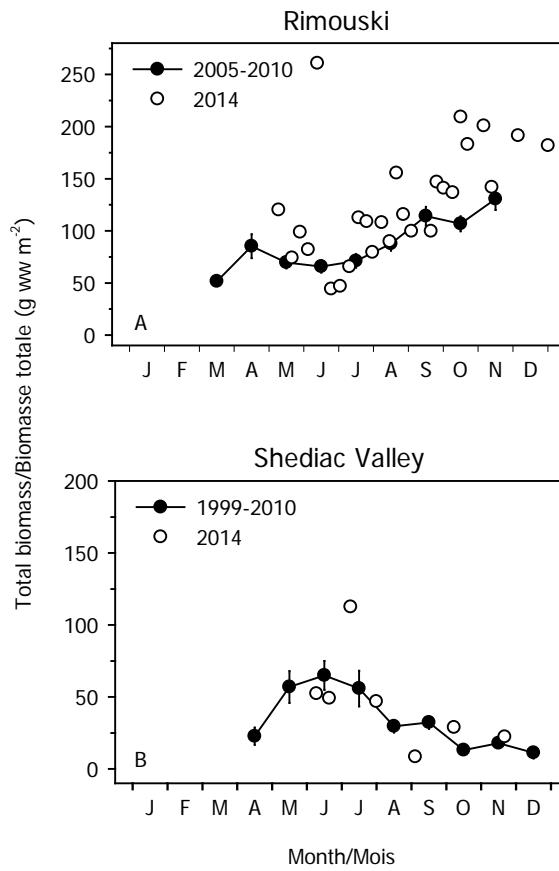 Rimouski
250
200
150
100
50
0
2005-2010
2014
A
J F M A M J J A S O N D
Total biomass/Biomasse totale (g ww m-2)
Shediac Valley
200
150
100
50
0
1999-2010
2014
B
J F M A M J J A S O N D
Month/Mois